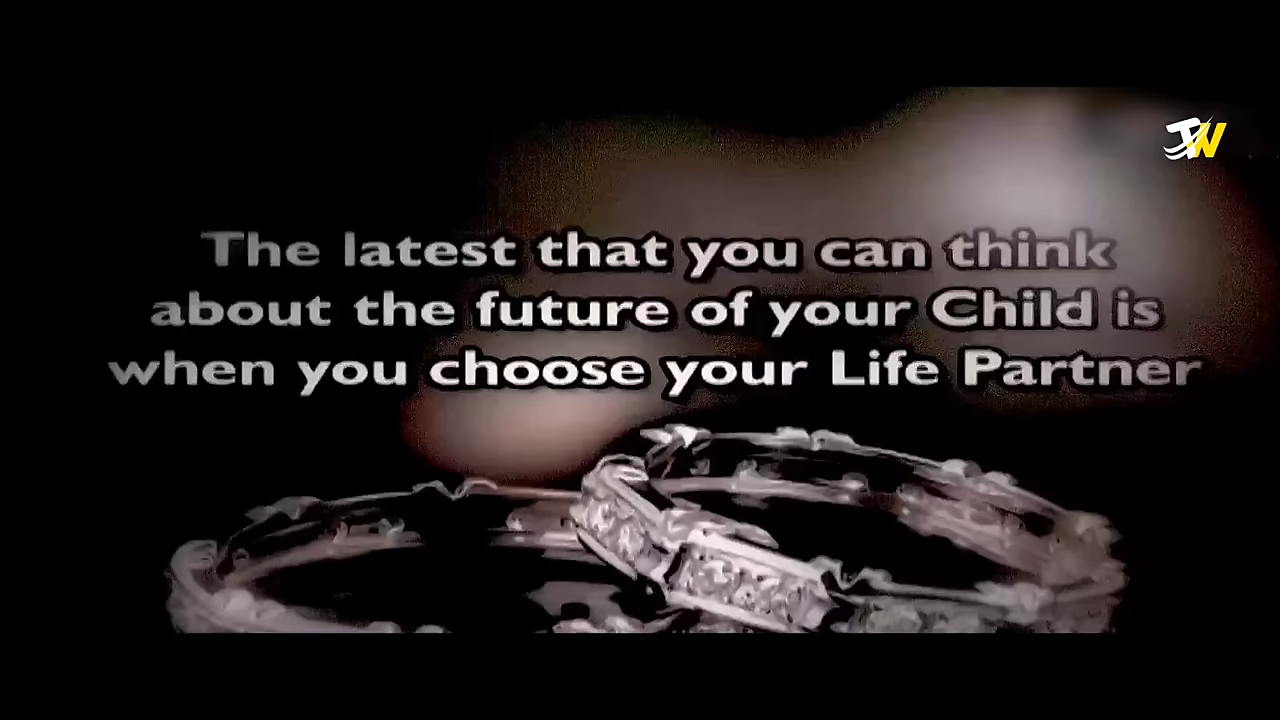 TW
The latest that you can think
about the future of your Child is
when you choose your Life Partner